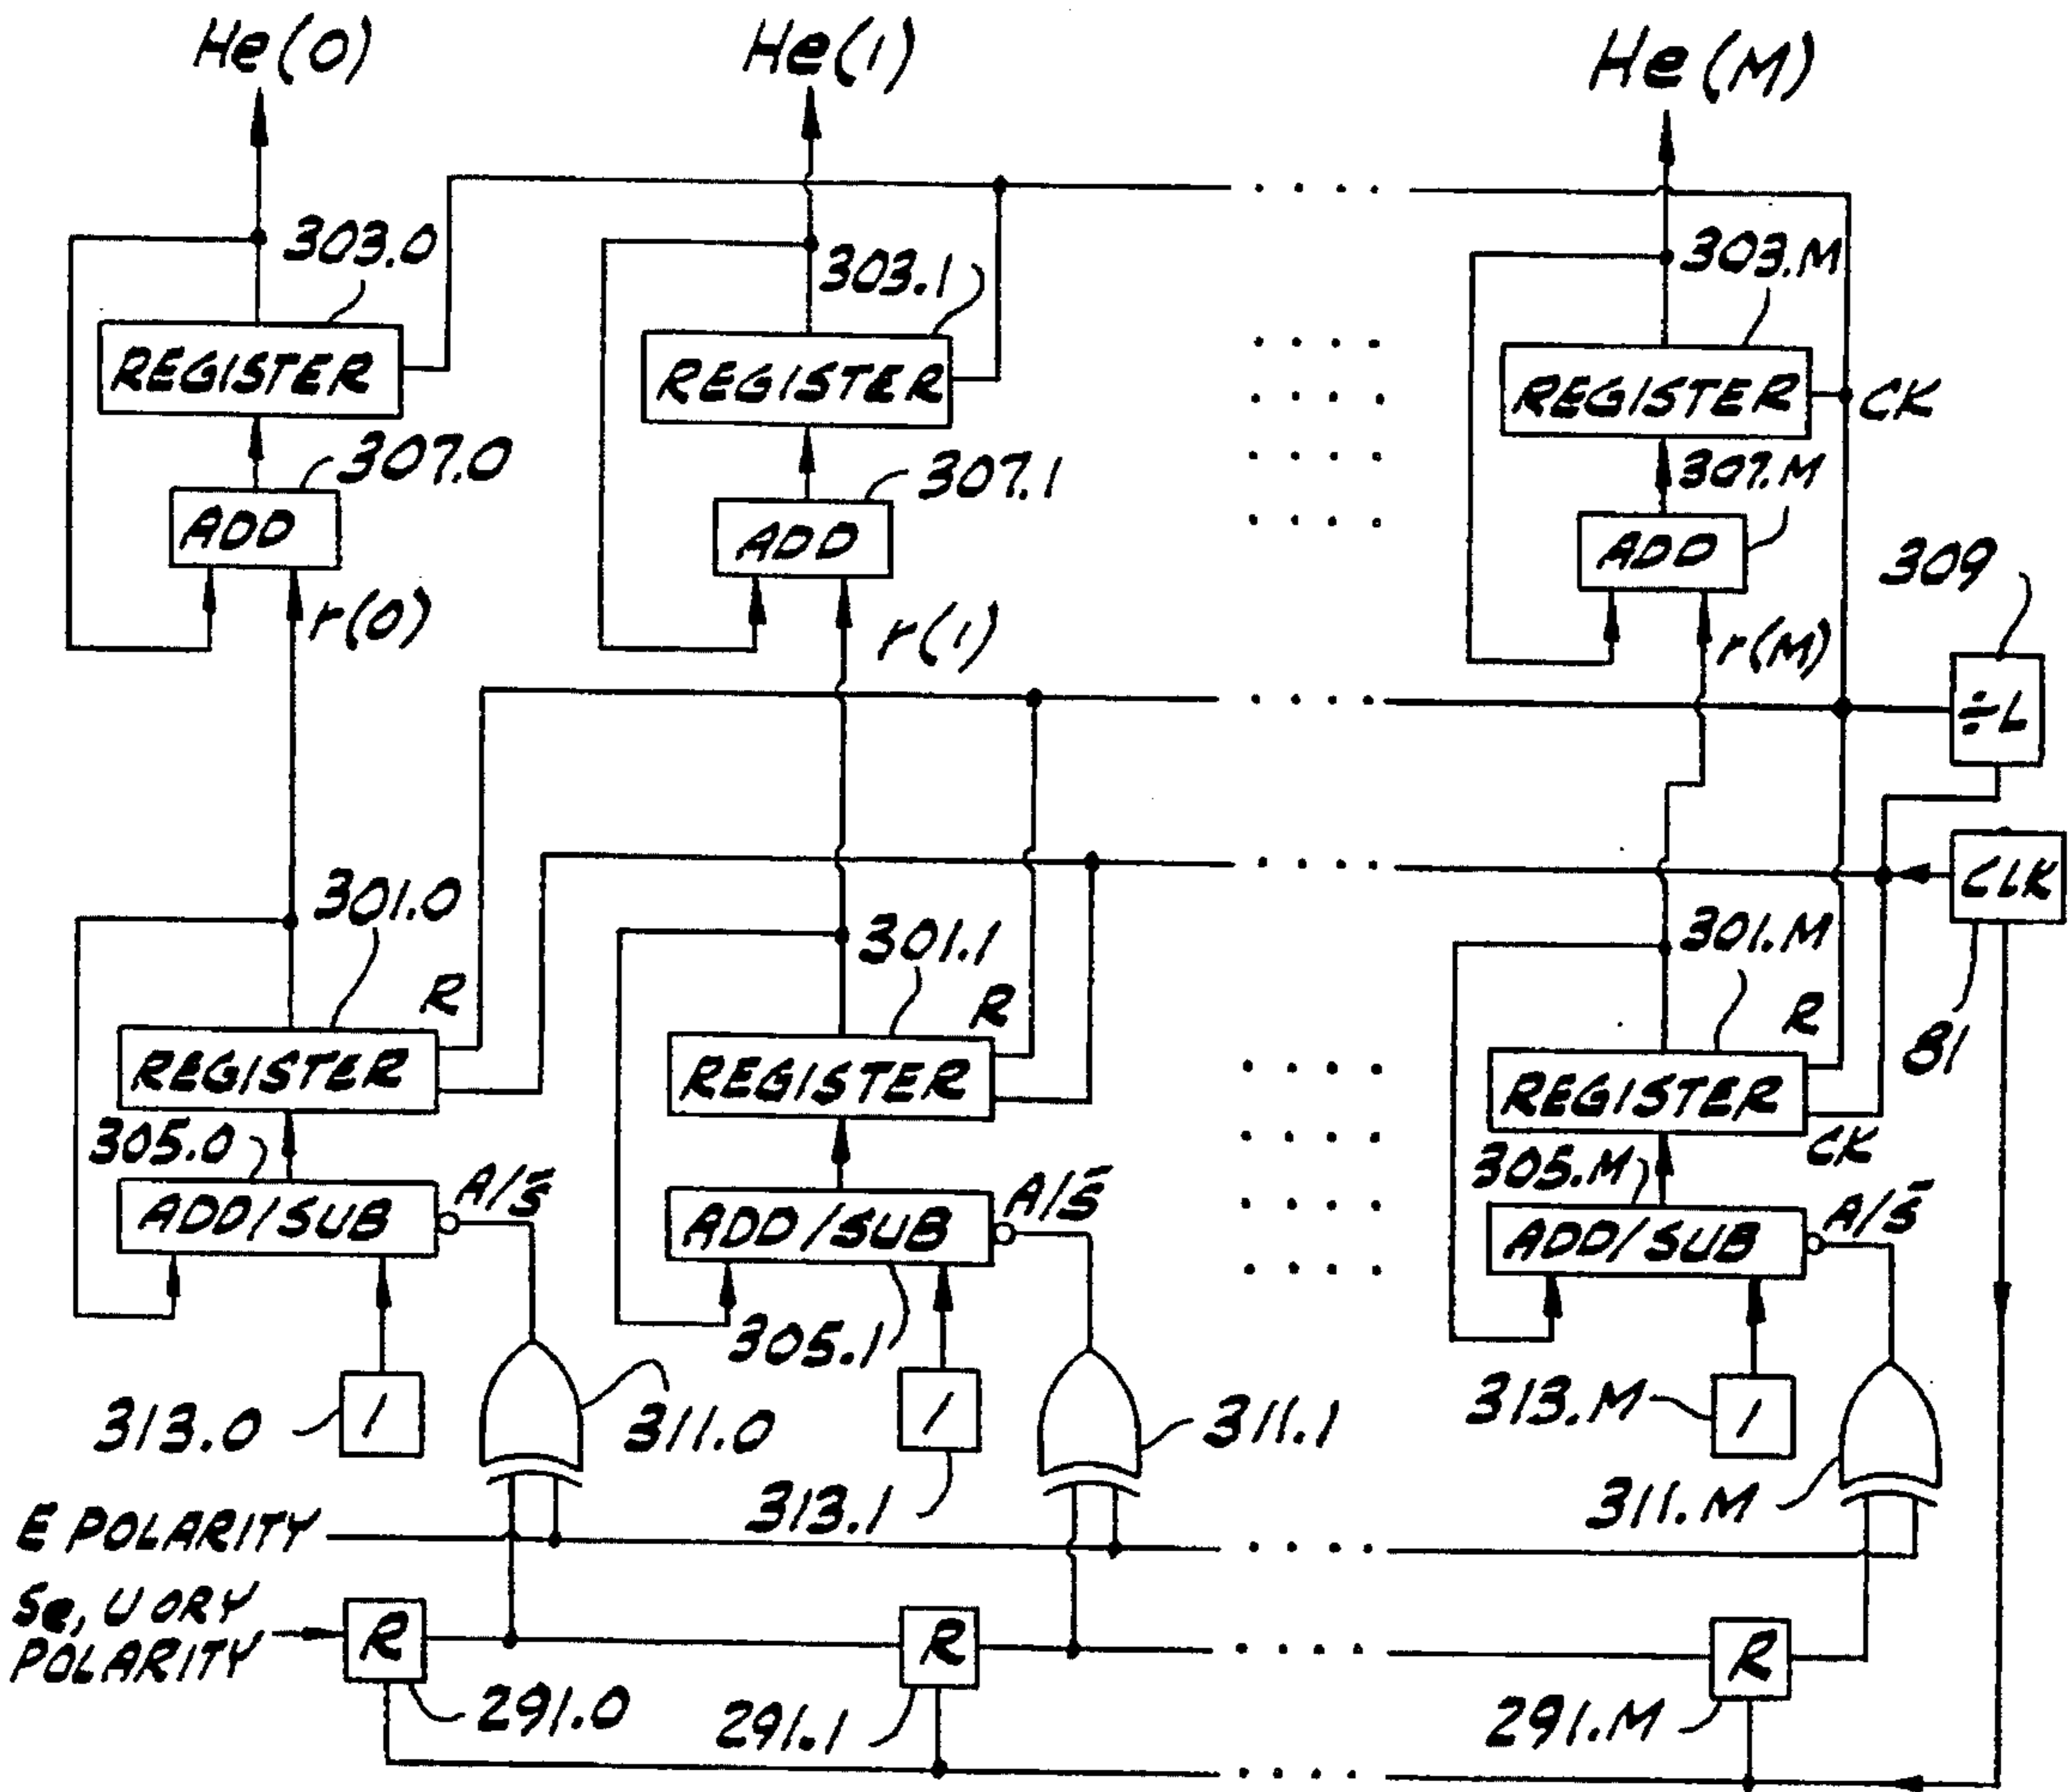 He(0) He(1) He(M)
303.0 303.1 303.M
REGISTER REGISTER REGISTER CK
307.0 307.1 307.M
ADD ADD ADD 309
r(0) r(1) r(M)
÷L
CLK
301.0 301.1 301.M
R R R 81
REGISTER REGISTER REGISTER
305.0 305.M CK
A/S̄ A/S̄ A/S̄
ADD/SUB ADD/SUB ADD/SUB
305.1
1 1 1
313.0 311.0 311.1 313.M
313.1 311.M
E POLARITY
Se, U OR Y
POLARITY
R R R
291.0 291.1 291.M